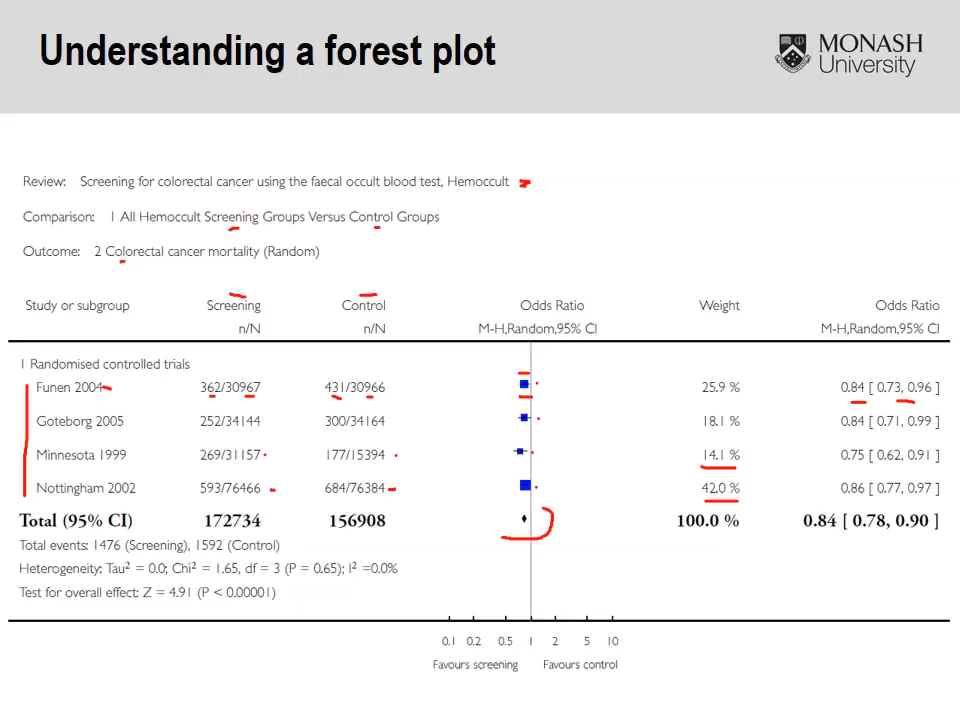 Understanding a forest plot
MONASH
University
Review: Screening for colorectal cancer using the faecal occult blood test, Hemoccult
Comparison: 1 All Hemoccult Screening Groups Versus Control Groups
Outcome: 2 Colorectal cancer mortality (Random)
Study or subgroup Screening Control Odds Ratio Weight Odds Ratio
n/N n/N M-H,Random,95% CI M-H,Random,95% CI
1 Randomised controlled trials
Funen 2004 362/30967 431/30966 25.9 % 0.84 [ 0.73, 0.96 ]
Goteborg 2005 252/34144 300/34164 18.1 % 0.84 [ 0.71, 0.99 ]
Minnesota 1999 269/31157 177/15394 14.1 % 0.75 [ 0.62, 0.91 ]
Nottingham 2002 593/76466 684/76384 42.0 % 0.86 [ 0.77, 0.97 ]
Total (95% CI) 172734 156908 100.0 % 0.84 [ 0.78, 0.90 ]
Total events: 1476 (Screening), 1592 (Control)
Heterogeneity: Tau² = 0.0; Chi² = 1.65, df = 3 (P = 0.65); I² =0.0%
Test for overall effect: Z = 4.91 (P < 0.00001)
0.1 0.2 0.5 1 2 5 10
Favours screening Favours control